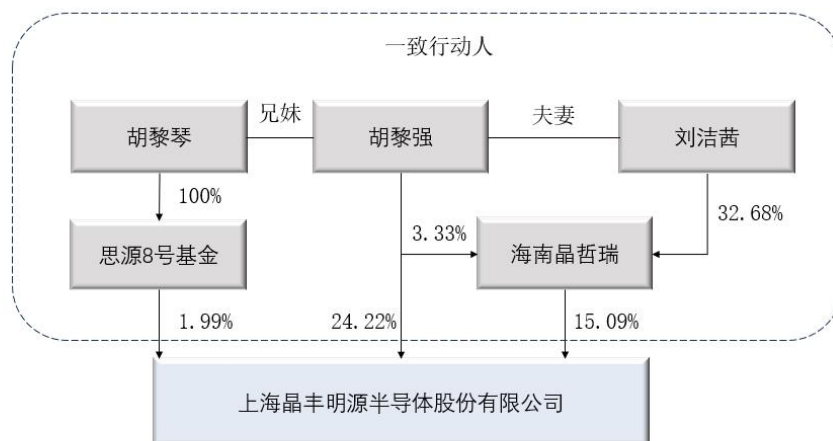 一致行动人
胡黎琴
兄妹
胡黎强
夫妻
刘洁茜
100%
32.68%
思源8号基金
3.33%
海南晶哲瑞
1.99%
24.22%
15.09%
上海晶丰明源半导体股份有限公司